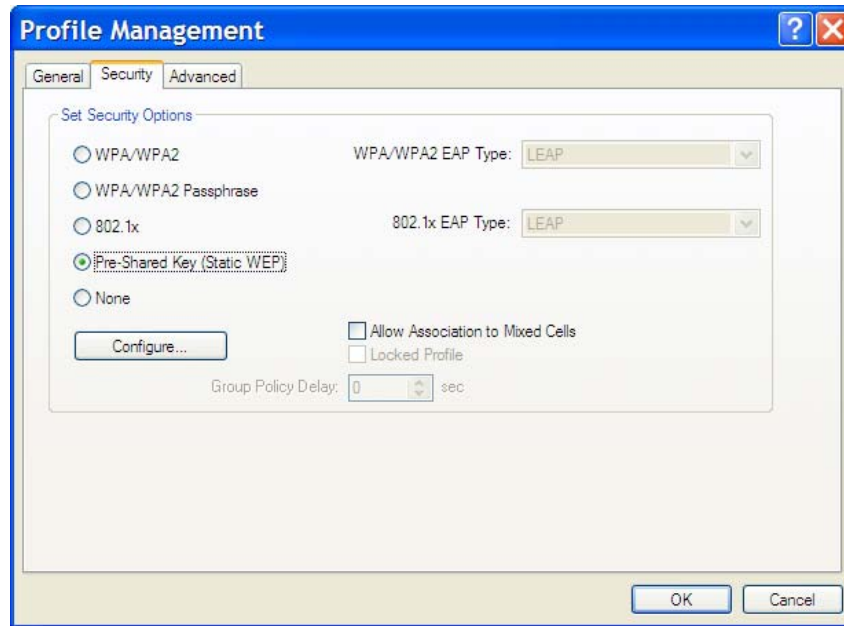 Profile Management
General Security Advanced
Set Security Options
WPA/WPA2 WPA/WPA2 EAP Type: LEAP
WPA/WPA2 Passphrase
802.1x 802.1x EAP Type: LEAP
Pre-Shared Key (Static WEP)
None
Configure... Allow Association to Mixed Cells
Locked Profile
Group Policy Delay: 0 sec
OK Cancel